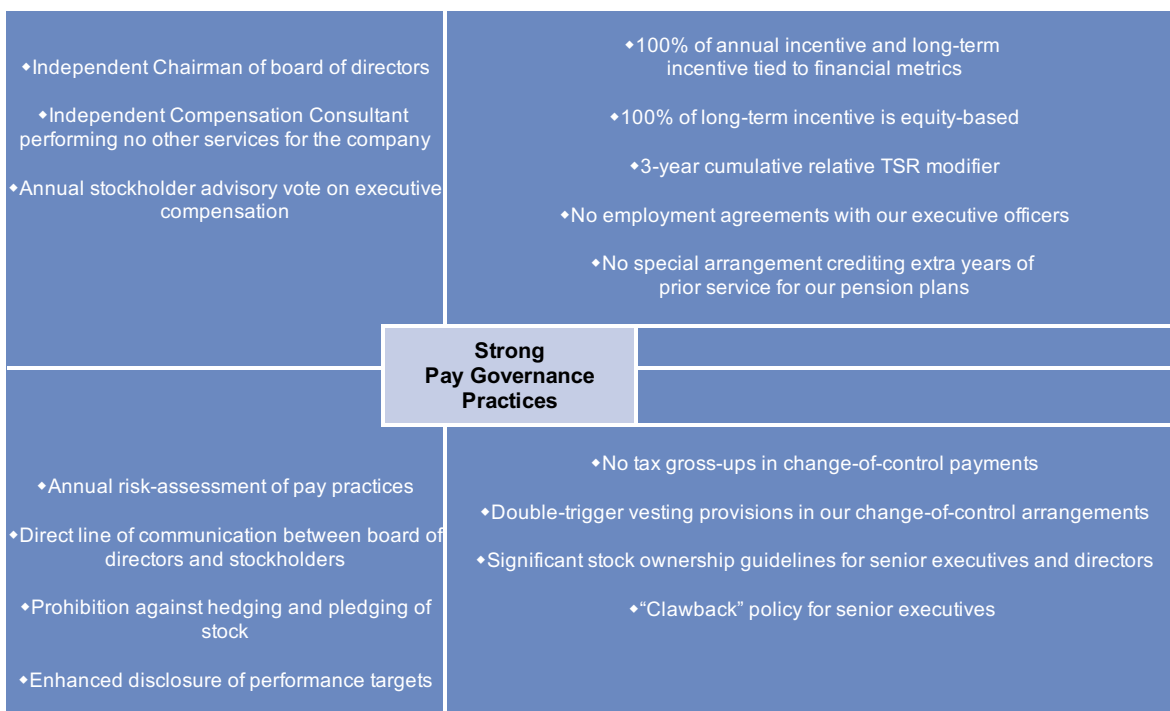 ◆Independent Chairman of board of directors
◆Independent Compensation Consultant
performing no other services for the company
◆Annual stockholder advisory vote on executive
compensation
◆100% of annual incentive and long-term
incentive tied to financial metrics
◆100% of long-term incentive is equity-based
◆3-year cumulative relative TSR modifier
◆No employment agreements with our executive officers
◆No special arrangement crediting extra years of
prior service for our pension plans
Strong
Pay Governance
Practices
◆Annual risk-assessment of pay practices
◆Direct line of communication between board of
directors and stockholders
◆Prohibition against hedging and pledging of
stock
◆Enhanced disclosure of performance targets
◆No tax gross-ups in change-of-control payments
◆Double-trigger vesting provisions in our change-of-control arrangements
◆Significant stock ownership guidelines for senior executives and directors
◆“Clawback” policy for senior executives